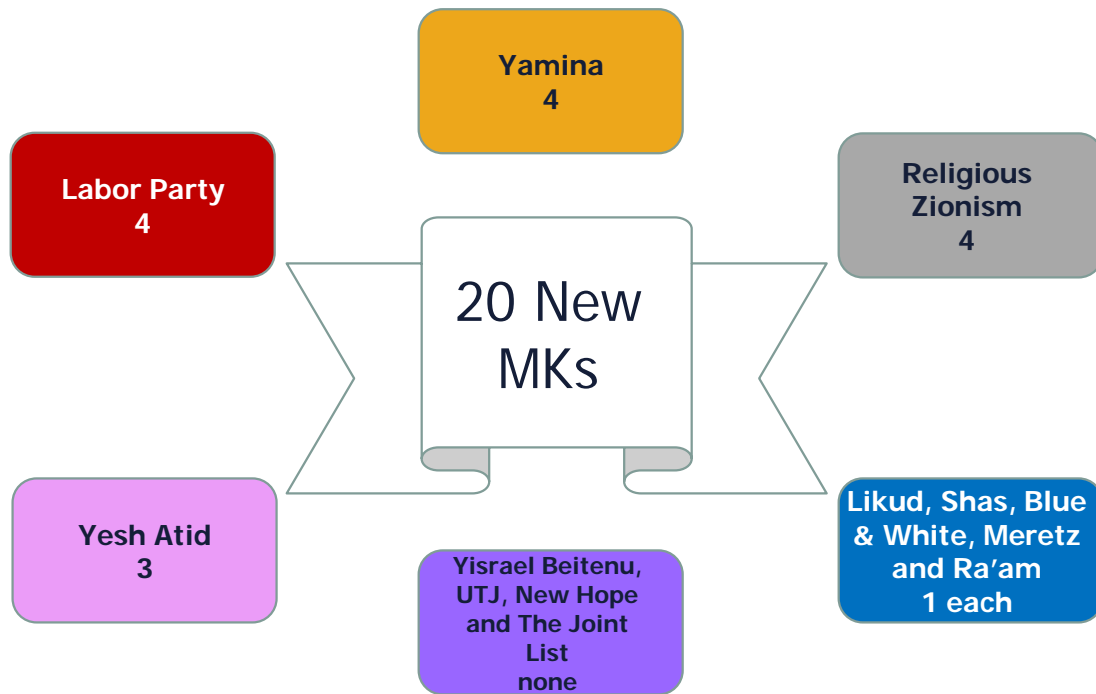 Yamina
4
Labor Party
4
Religious
Zionism
4
20 New
MKs
Yesh Atid
3
Likud, Shas, Blue
& White, Meretz
and Ra’am
1 each
Yisrael Beitenu,
UTJ, New Hope
and The Joint
List
none